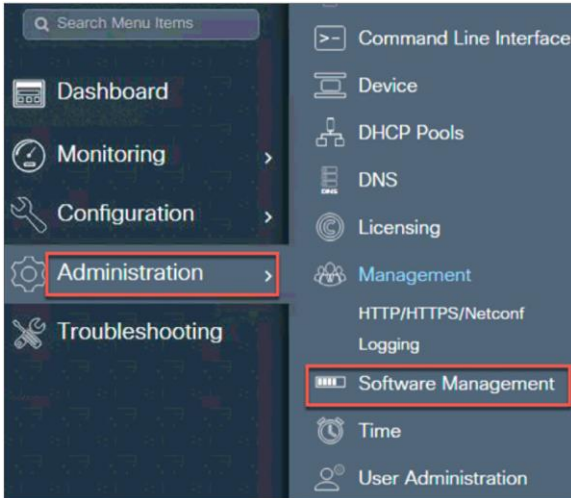 Search Menu Items
Dashboard
Monitoring
Configuration
Administration
Troubleshooting
Command Line Interface
Device
DHCP Pools
DNS
DNS
Licensing
Management
HTTP/HTTPS/Netconf
Logging
Software Management
Time
User Administration